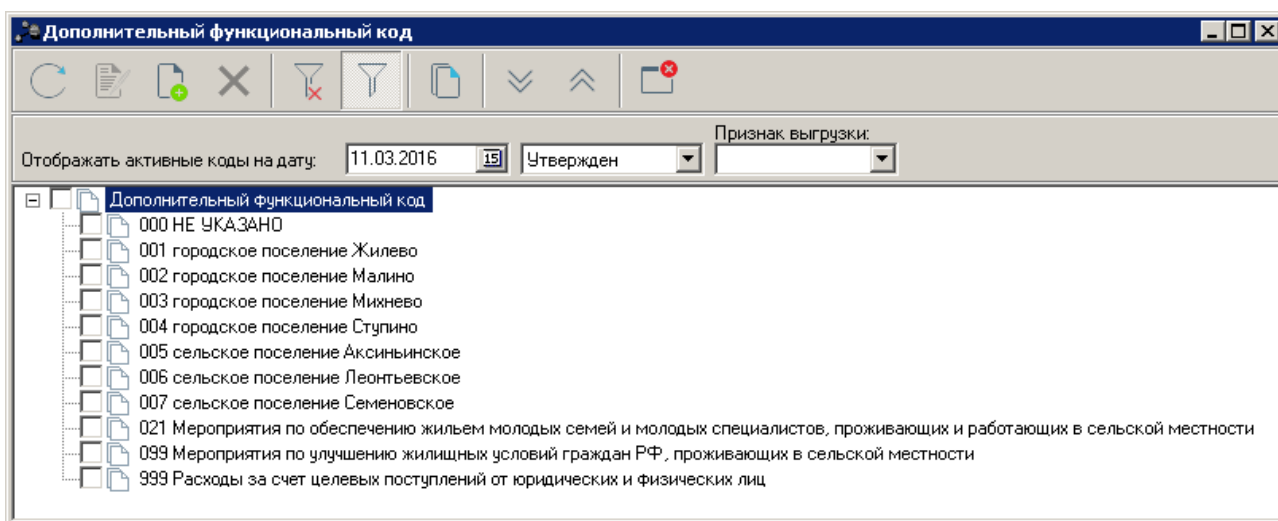 Дополнительный функциональный код
Признак выгрузки:
Отображать активные коды на дату: 11.03.2016 15 Утвержден
Дополнительный функциональный код
000 НЕ УКАЗАНО
001 городское поселение Жилево
002 городское поселение Малино
003 городское поселение Михнево
004 городское поселение Ступино
005 сельское поселение Аксиньинское
006 сельское поселение Леонтьевское
007 сельское поселение Семеновское
021 Мероприятия по обеспечению жильем молодых семей и молодых специалистов, проживающих и работающих в сельской местности
099 Мероприятия по улучшению жилищных условий граждан РФ, проживающих в сельской местности
999 Расходы за счет целевых поступлений от юридических и физических лиц